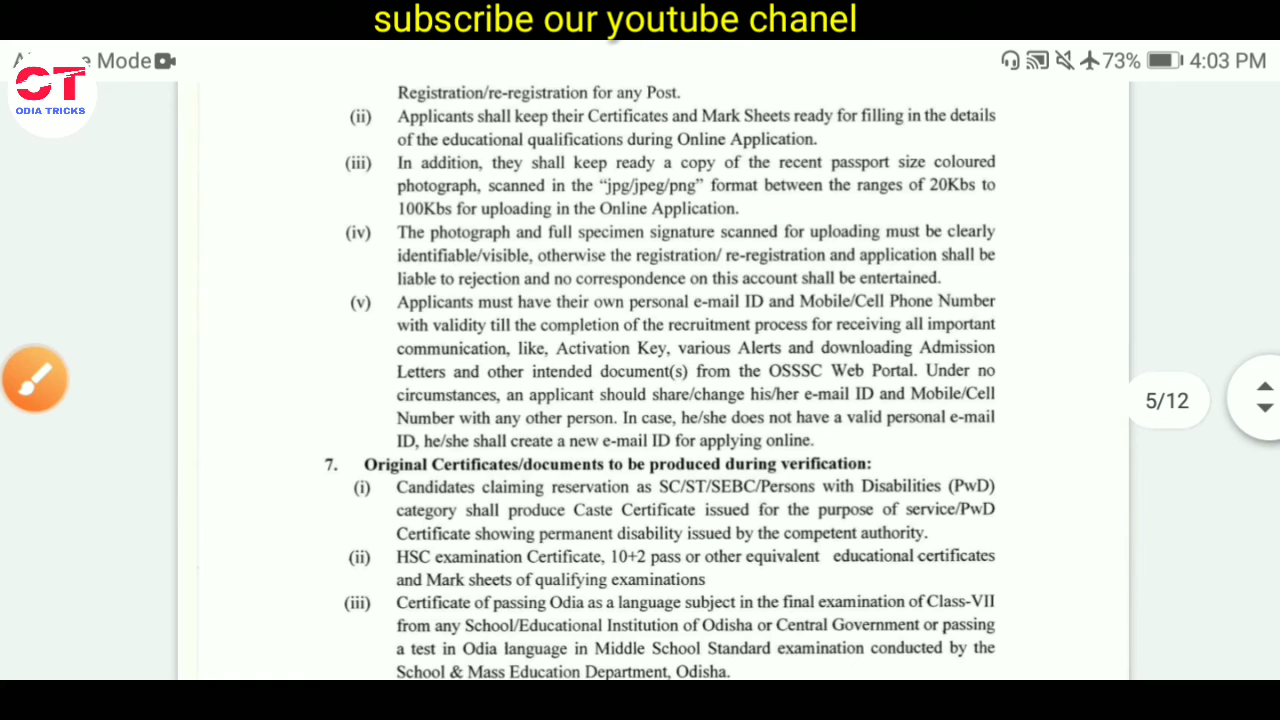 subscribe our youtube chanel
Mode
73% 4:03 PM
OT
ODIA TRICKS
Registration/re-registration for any Post.
(ii) Applicants shall keep their Certificates and Mark Sheets ready for filling in the details
of the educational qualifications during Online Application.
(iii) In addition, they shall keep ready a copy of the recent passport size coloured
photograph, scanned in the “jpg/jpeg/png” format between the ranges of 20Kbs to
100Kbs for uploading in the Online Application.
(iv) The photograph and full specimen signature scanned for uploading must be clearly
identifiable/visible, otherwise the registration/ re-registration and application shall be
liable to rejection and no correspondence on this account shall be entertained.
(v) Applicants must have their own personal e-mail ID and Mobile/Cell Phone Number
with validity till the completion of the recruitment process for receiving all important
communication, like, Activation Key, various Alerts and downloading Admission
Letters and other intended document(s) from the OSSSC Web Portal. Under no
circumstances, an applicant should share/change his/her e-mail ID and Mobile/Cell
Number with any other person. In case, he/she does not have a valid personal e-mail
ID, he/she shall create a new e-mail ID for applying online.
5/12
7. Original Certificates/documents to be produced during verification:
(i) Candidates claiming reservation as SC/ST/SEBC/Persons with Disabilities (PwD)
category shall produce Caste Certificate issued for the purpose of service/PwD
Certificate showing permanent disability issued by the competent authority.
(ii) HSC examination Certificate, 10+2 pass or other equivalent educational certificates
and Mark sheets of qualifying examinations
(iii) Certificate of passing Odia as a language subject in the final examination of Class-VII
from any School/Educational Institution of Odisha or Central Government or passing
a test in Odia language in Middle School Standard examination conducted by the
School & Mass Education Department, Odisha.